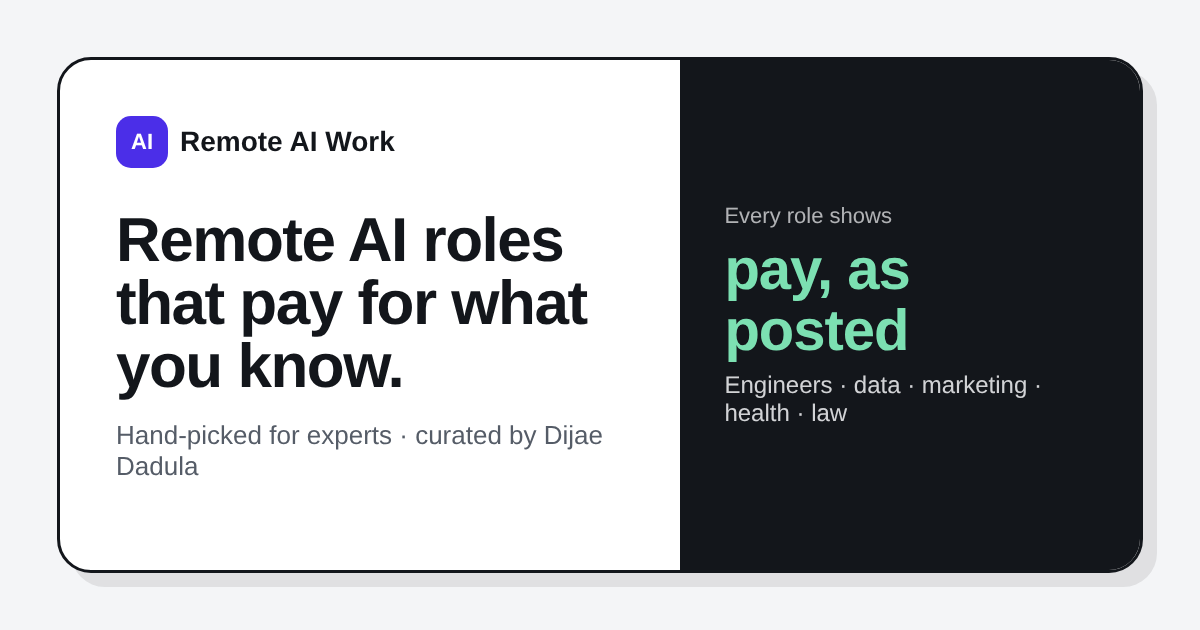 AI
Remote AI Work
Remote AI roles
that pay for what
you know.
Hand-picked for experts · curated by Dijae
Dadula
Every role shows
pay, as
posted
Engineers · data · marketing ·
health · law